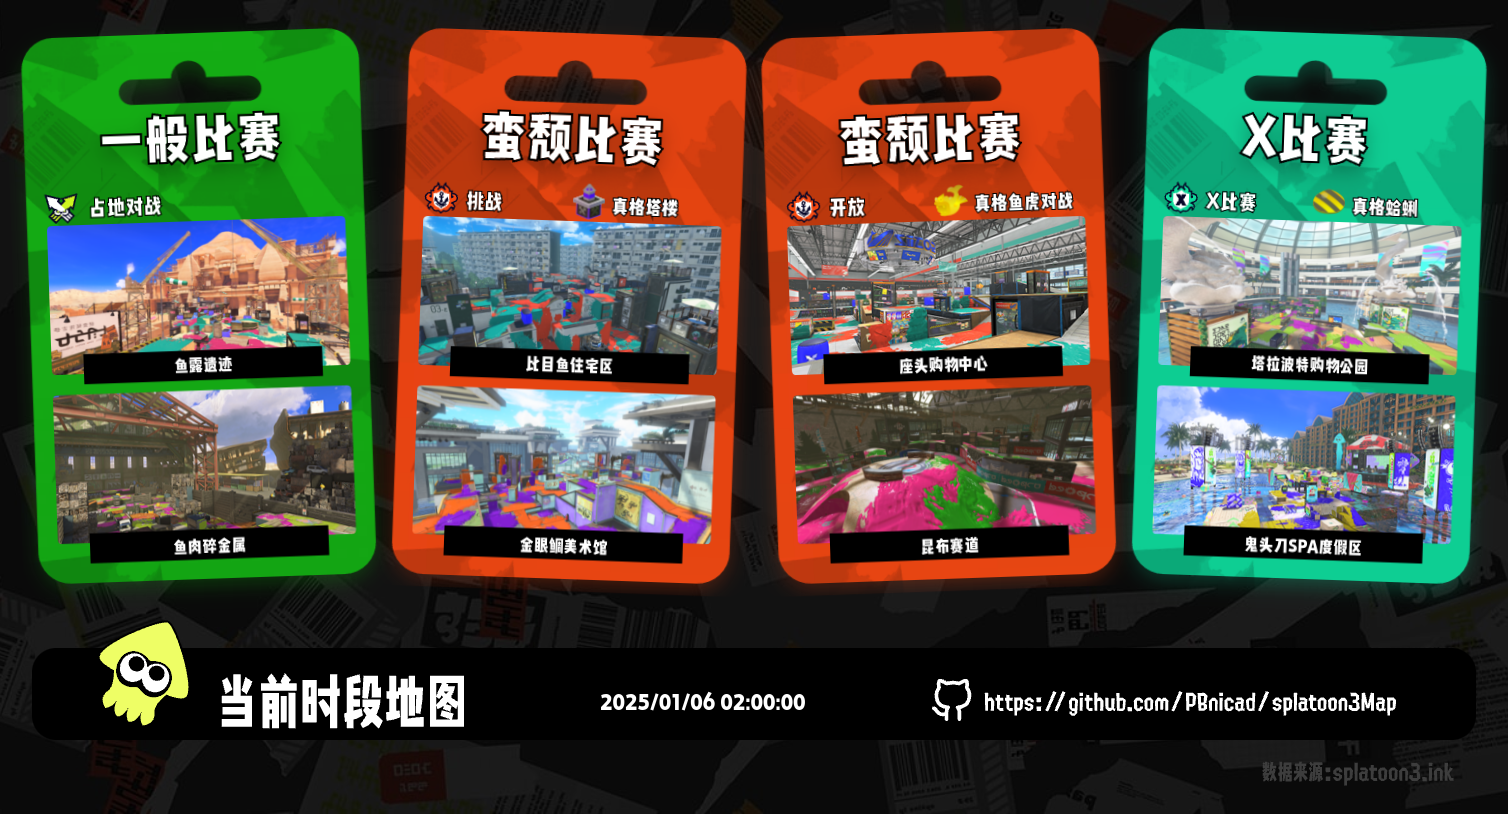 一般比赛
占地对战
鱼露遗迹
鱼肉碎金属
蛮颓比赛
挑战
真格塔楼
比目鱼住宅区
金眼鲷美术馆
蛮颓比赛
开放
真格鱼虎对战
座头购物中心
昆布赛道
X比赛
X比赛
真格蛤蜊
塔拉波特购物公园
鬼头刀SPA度假区
当前时段地图
2025/01/06 02:00:00
https://github.com/PBnicad/splatoon3Map
数据来源:splatoon3.ink